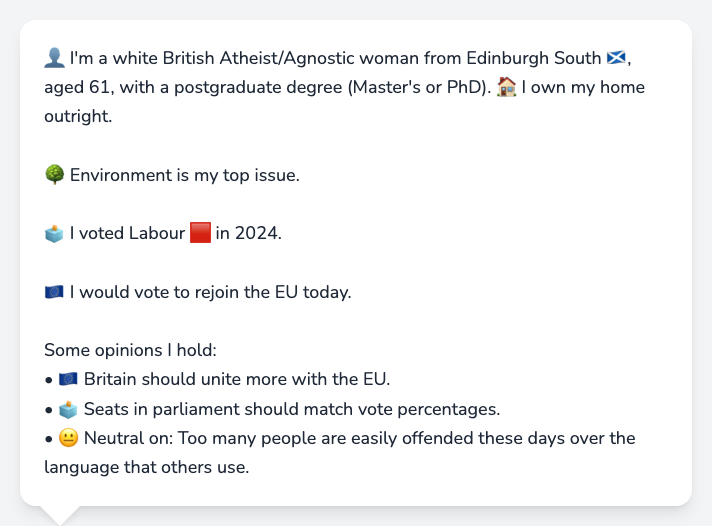 👤 I'm a white British Atheist/Agnostic woman from Edinburgh South 🏴󠁧󠁢󠁳󠁣󠁴󠁿,
aged 61, with a postgraduate degree (Master's or PhD). 🏠 I own my home
outright.
🌳 Environment is my top issue.
🗳️ I voted Labour 🟥 in 2024.
🇪🇺 I would vote to rejoin the EU today.
Some opinions I hold:
• 🇪🇺 Britain should unite more with the EU.
• 🗳️ Seats in parliament should match vote percentages.
• 😐 Neutral on: Too many people are easily offended these days over the
language that others use.